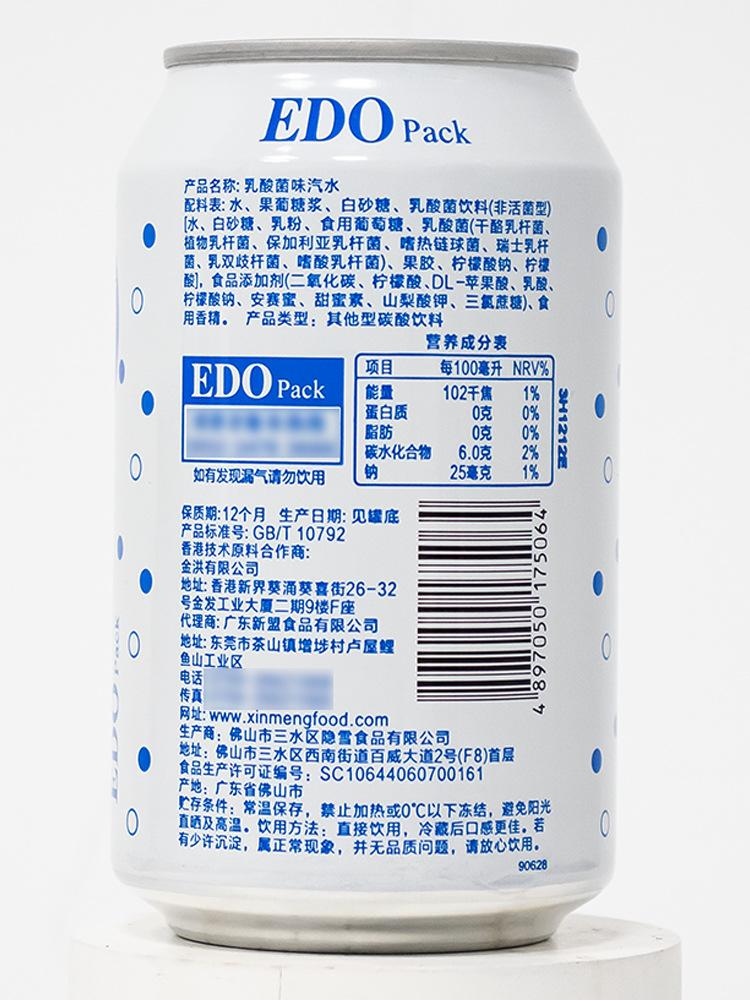 EDO Pack
产品名称: 乳酸菌味汽水
配料表: 水、果葡糖浆、白砂糖、乳酸菌饮料(非活菌型)
[水、白砂糖、乳粉、食用葡萄糖、乳酸菌(干酪乳杆菌、
植物乳杆菌、保加利亚乳杆菌、嗜热链球菌、瑞士乳杆
菌、乳双歧杆菌、嗜酸乳杆菌)、果胶、柠檬酸钠、柠檬
酸], 食品添加剂(二氧化碳、柠檬酸、DL-苹果酸、乳酸、
柠檬酸钠、安赛蜜、甜蜜素、山梨酸钾、三氯蔗糖)、食
用香精。 产品类型: 其他型碳酸饮料
营养成分表
项目 每100毫升 NRV%
能量 102千焦 1%
蛋白质 0克 0%
脂肪 0克 0%
碳水化合物 6.0克 2%
钠 25毫克 1%
3H1212E
EDO Pack
如有发现漏气请勿饮用
保质期:12个月 生产日期: 见罐底
产品标准号: GB/T 10792
香港技术原料合作商:
金洪有限公司
地址: 香港新界葵涌葵喜街26-32
号金发工业大厦二期9楼F座
代理商: 广东新盟食品有限公司
地址: 东莞市茶山镇增埗村卢屋鲤
鱼山工业区
电话
传真
网址: www.xinmengfood.com
生产商: 佛山市三水区隐雪食品有限公司
地址: 佛山市三水区西南街道百威大道2号(F8)首层
食品生产许可证编号: SC10644060700161
产地: 广东省佛山市
贮存条件: 常温保存, 禁止加热或0℃以下冻结, 避免阳光
直晒及高温。饮用方法: 直接饮用, 冷藏后口感更佳。若
有少许沉淀, 属正常现象, 并无品质问题, 请放心饮用。
90628
4 897050 175064
EDO Pack